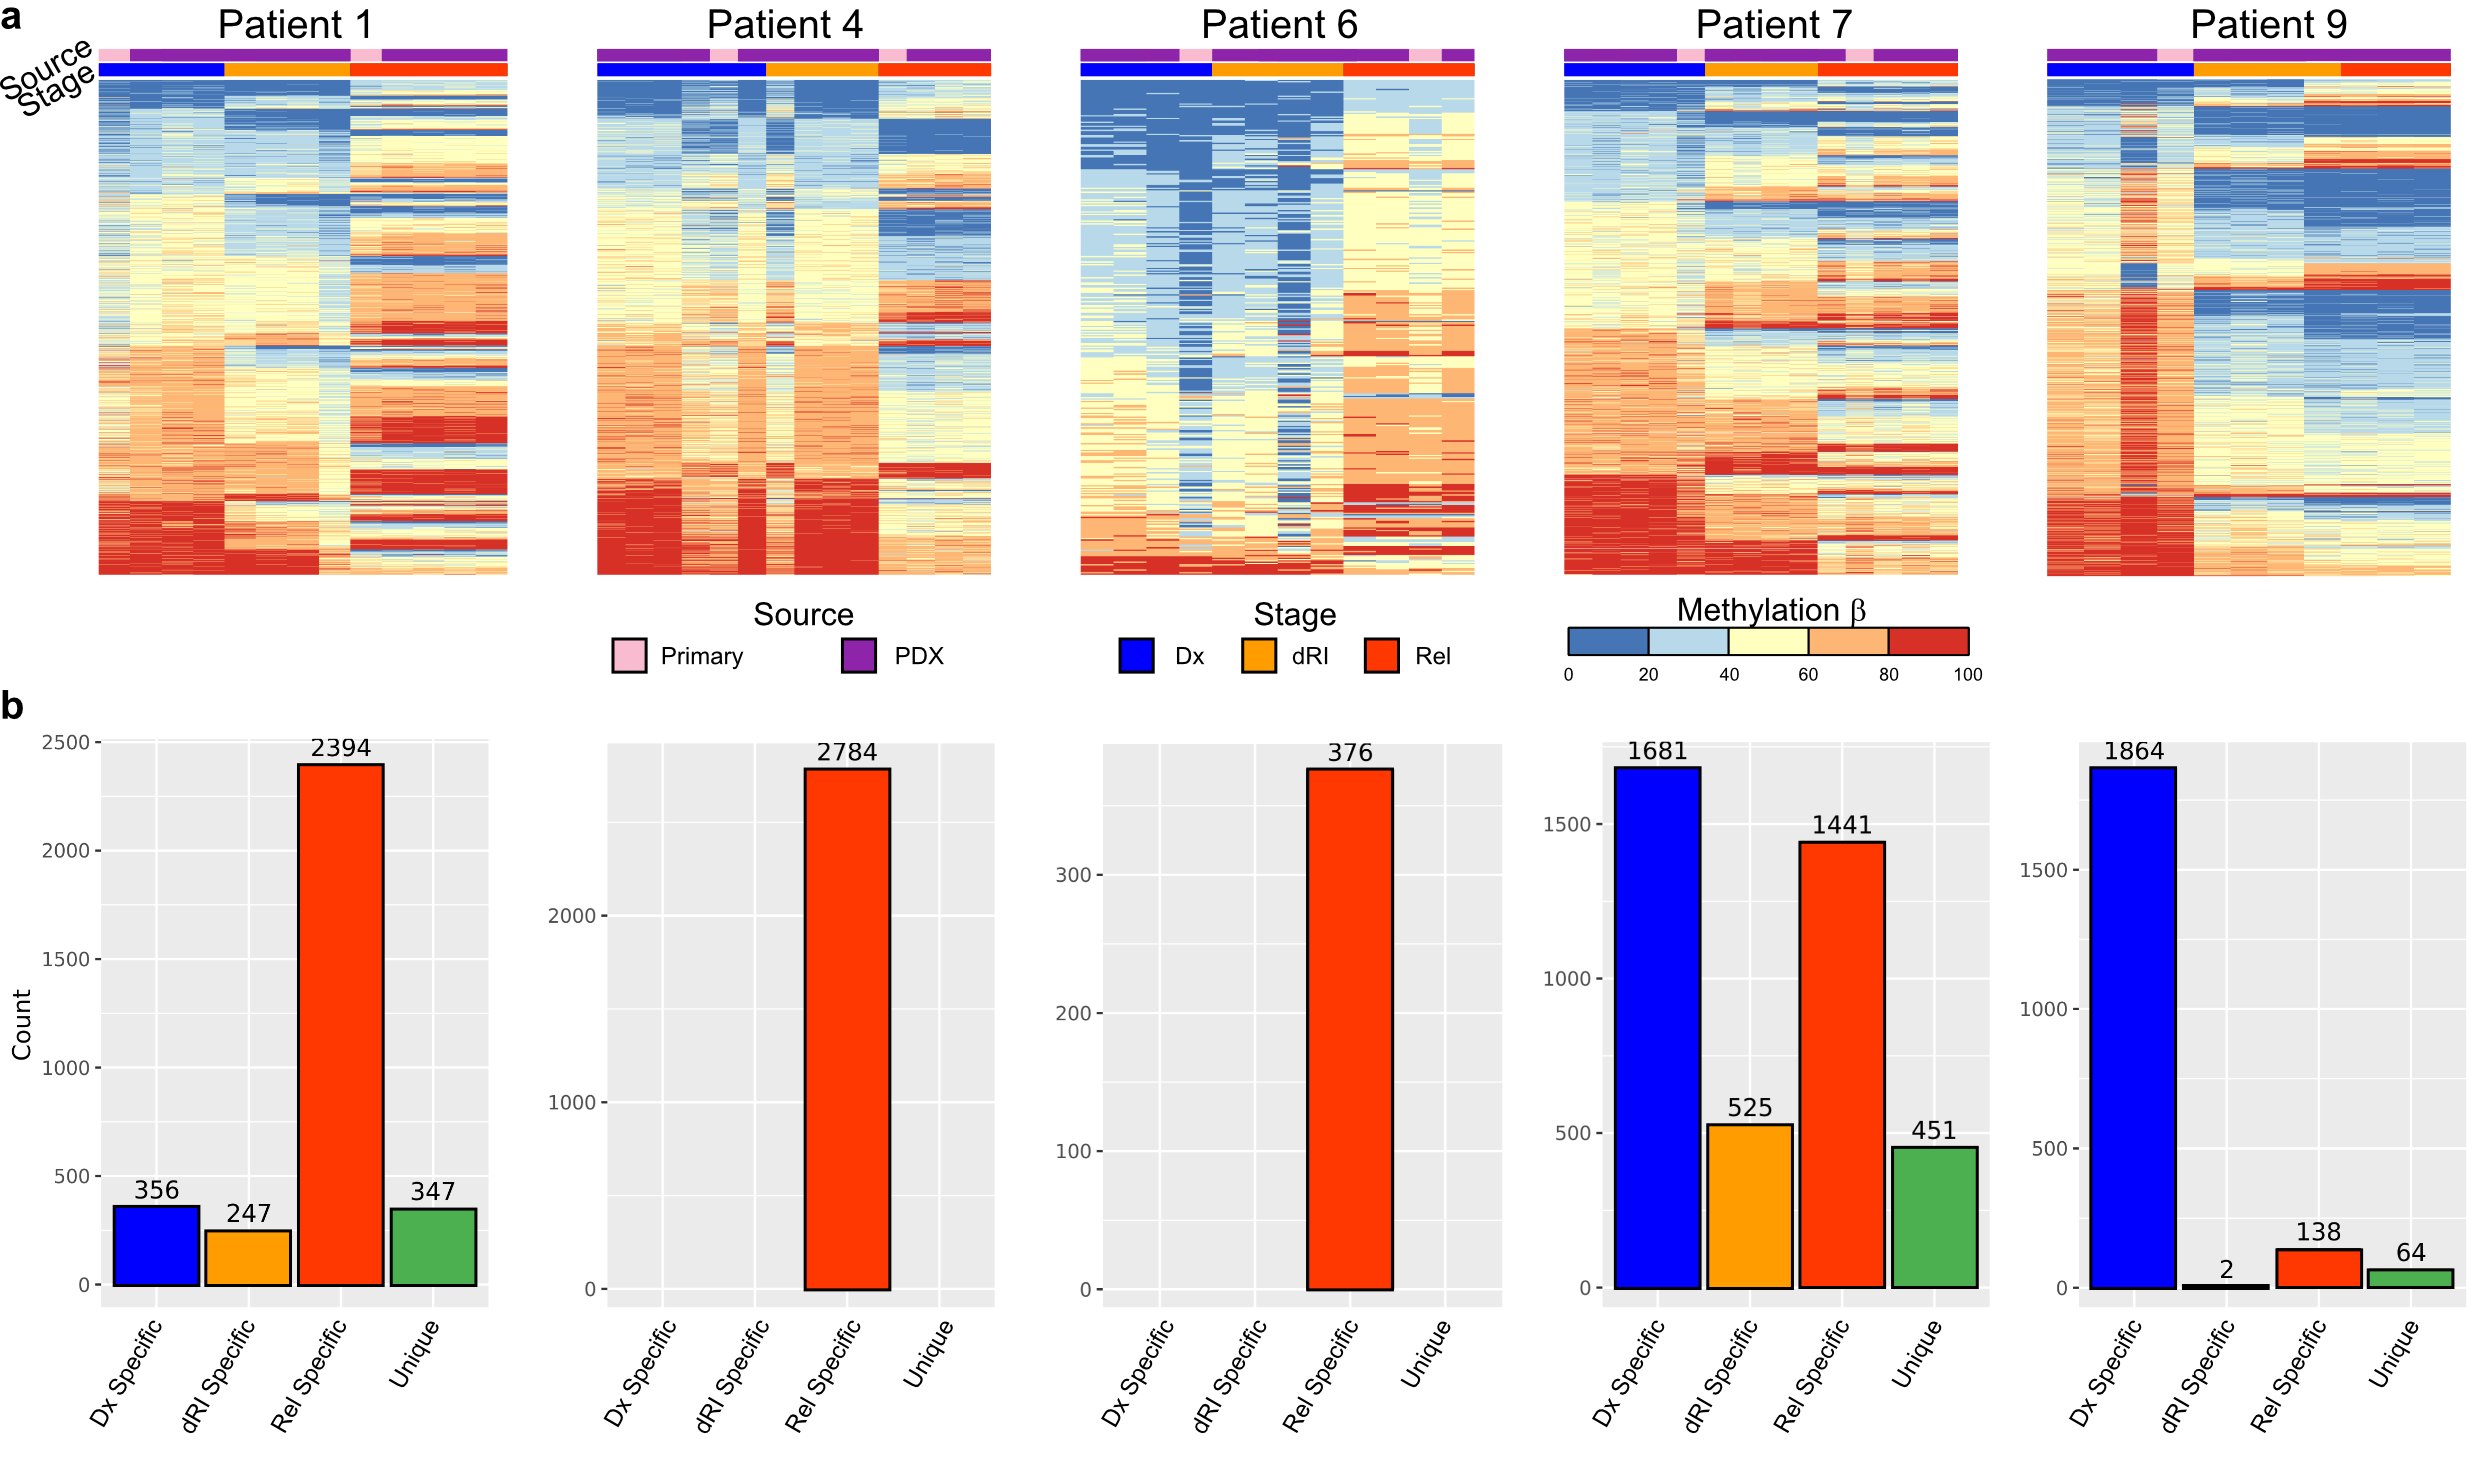 a
Patient 1
Patient 4
Patient 6
Patient 7
Patient 9
Source
Stage
Source
Primary
PDX
Stage
Dx
dRI
Rel
Methylation β
0
20
40
60
80
100
b
Count
2500
2000
1500
1000
500
0
356
247
2394
347
Dx Specific
dRI Specific
Rel Specific
Unique
2000
1000
0
2784
Dx Specific
dRI Specific
Rel Specific
Unique
300
200
100
0
376
Dx Specific
dRI Specific
Rel Specific
Unique
1500
1000
500
0
1681
525
1441
451
Dx Specific
dRI Specific
Rel Specific
Unique
1500
1000
500
0
1864
2
138
64
Dx Specific
dRI Specific
Rel Specific
Unique